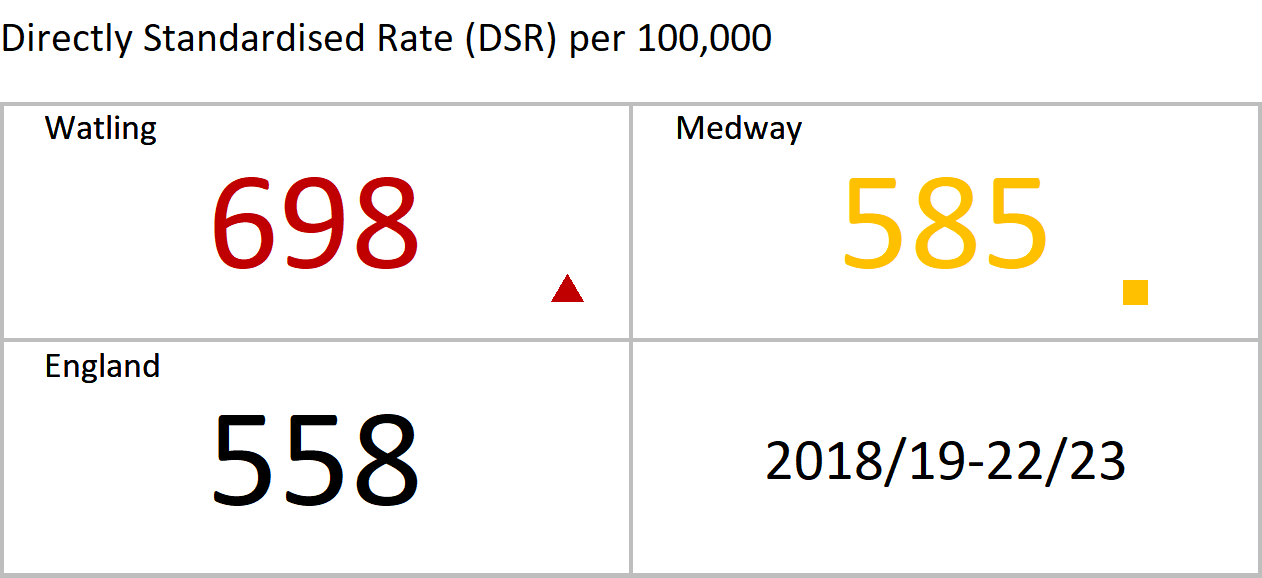 Directly Standardised Rate (DSR) per 100,000
Watling
698
Medway
585
England
558
2018/19-22/23